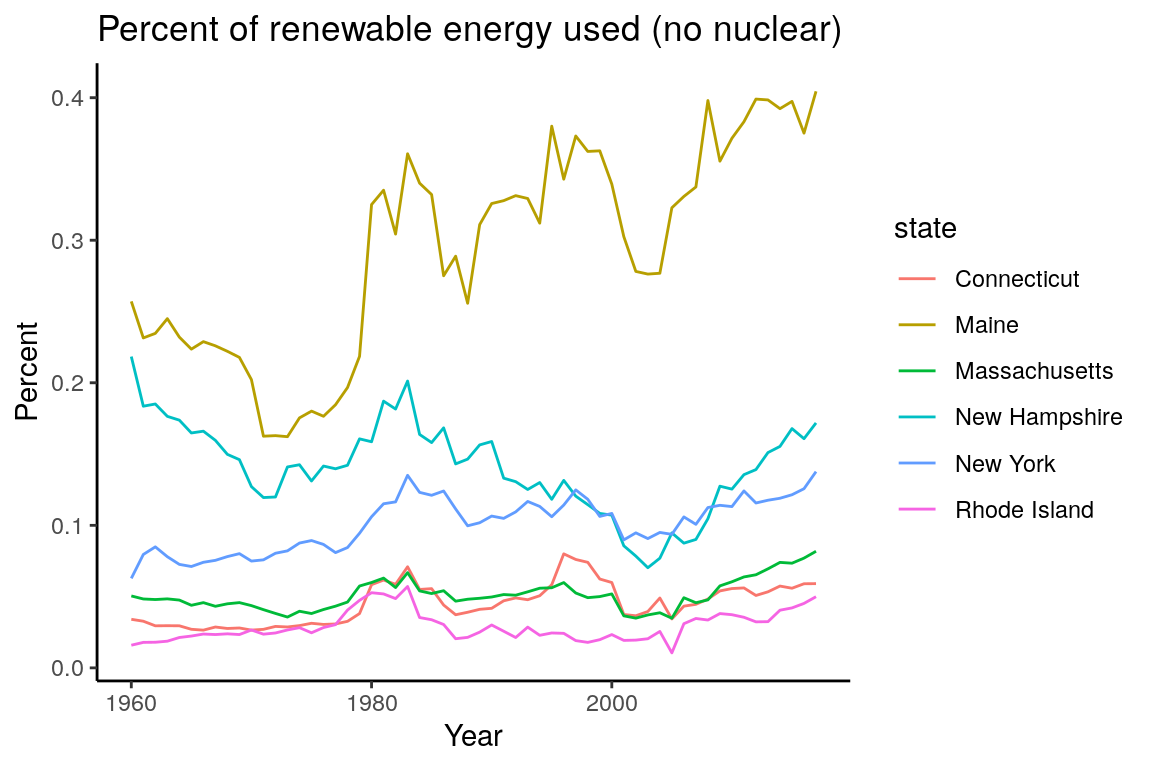 Percent of renewable energy used (no nuclear)
Percent
0.4
0.3
0.2
0.1
0.0
1960
1980
2000
Year
state
Connecticut
Maine
Massachusetts
New Hampshire
New York
Rhode Island